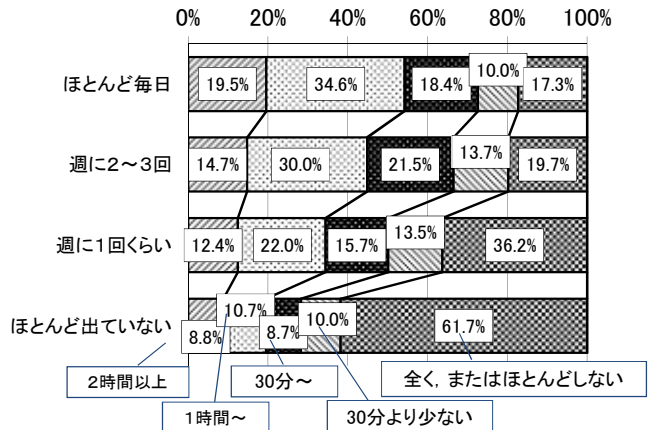 0% 20% 40% 60% 80% 100%
ほとんど毎日 19.5% 34.6% 18.4% 10.0% 17.3%
週に2～3回 14.7% 30.0% 21.5% 13.7% 19.7%
週に1回くらい 12.4% 22.0% 15.7% 13.5% 36.2%
ほとんど出ていない 8.8% 10.7% 8.7% 10.0% 61.7%
2時間以上 30分～ 全く，またはほとんどしない
1時間～ 30分より少ない